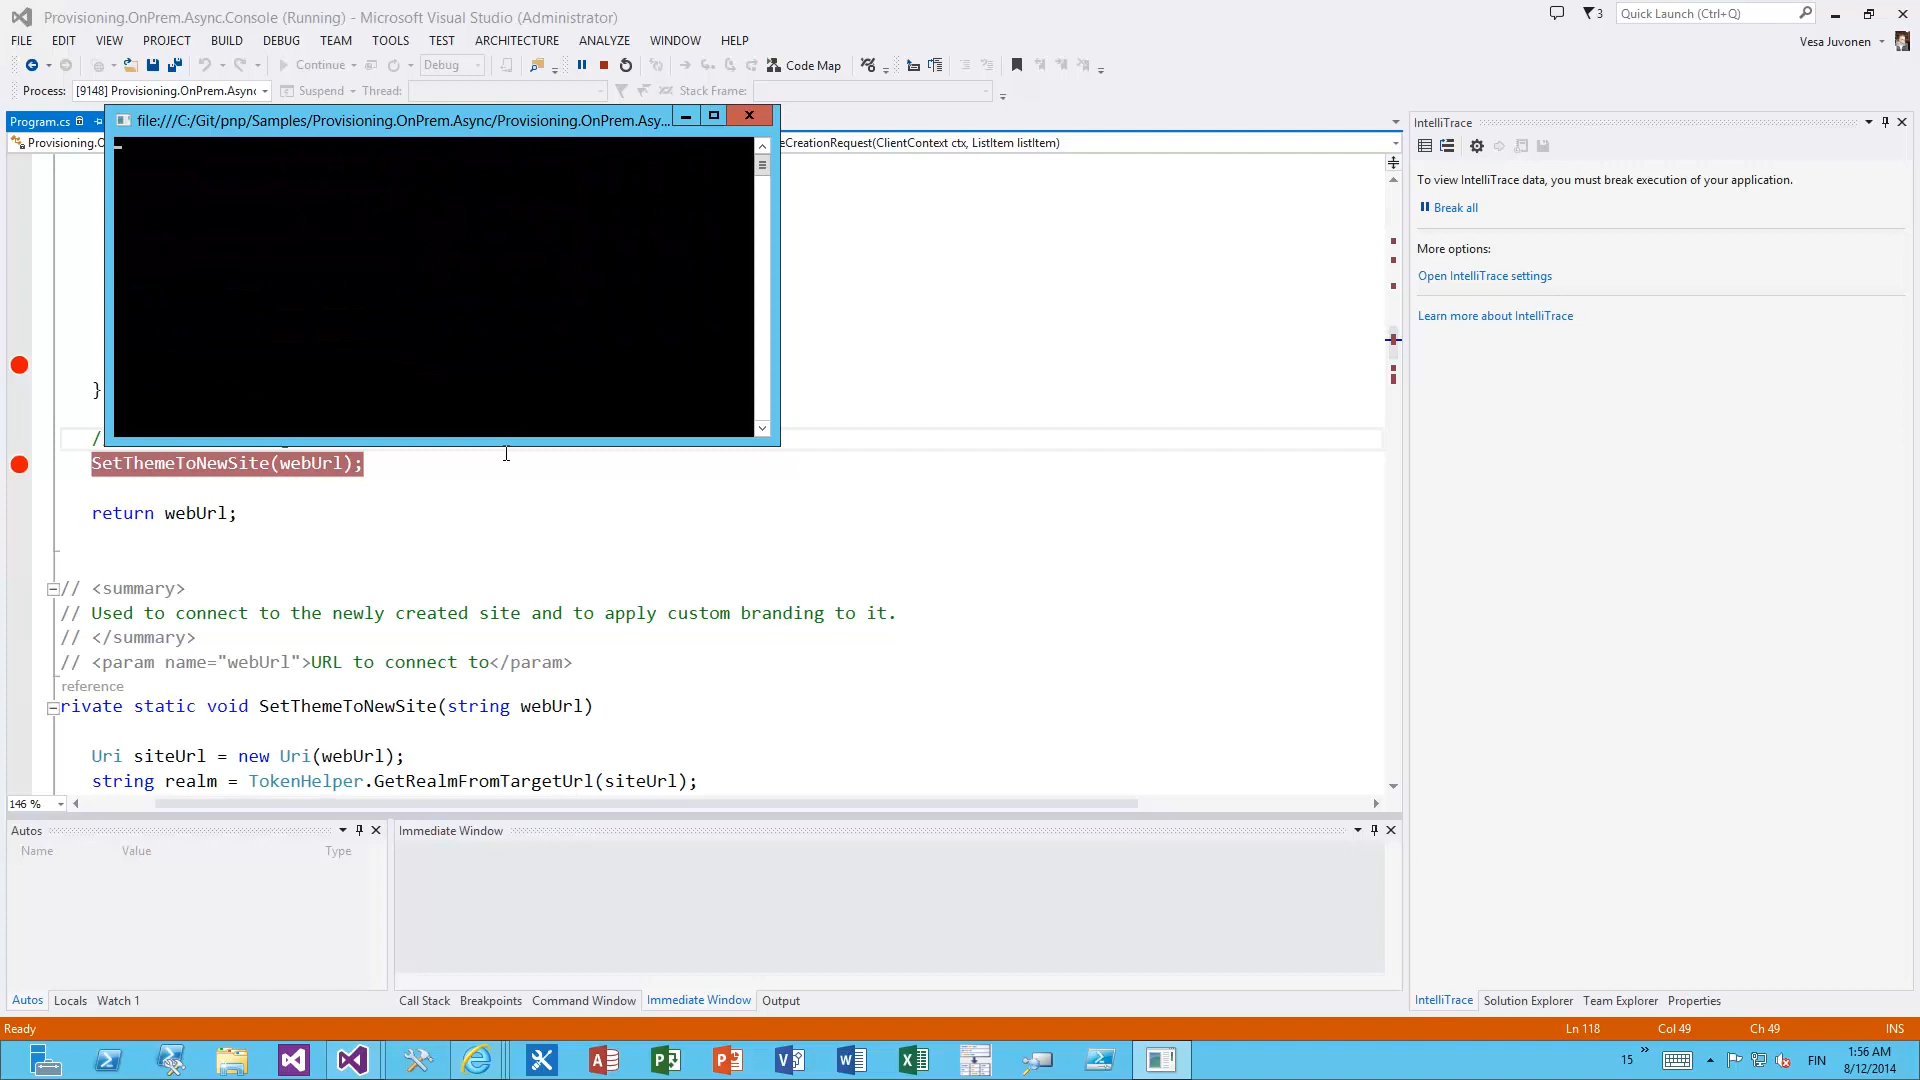 Provisioning.OnPrem.Async.Console (Running) - Microsoft Visual Studio (Administrator)
3
Quick Launch (Ctrl+Q)
FILE EDIT VIEW PROJECT BUILD DEBUG TEAM TOOLS TEST ARCHITECTURE ANALYZE WINDOW HELP
Vesa Juvonen
Continue Debug Code Map
Process: [9148] Provisioning.OnPrem.Async Suspend Thread: Stack Frame:
Program.cs
file:///C:/Git/pnp/Samples/Provisioning.OnPrem.Async/Provisioning.OnPrem.Asy...
Provisioning.O
eCreationRequest(ClientContext ctx, ListItem listItem)
}
SetThemeToNewSite(webUrl);
return webUrl;
// <summary>
// Used to connect to the newly created site and to apply custom branding to it.
// </summary>
// <param name="webUrl">URL to connect to</param>
reference
rivate static void SetThemeToNewSite(string webUrl)
Uri siteUrl = new Uri(webUrl);
string realm = TokenHelper.GetRealmFromTargetUrl(siteUrl);
146 %
IntelliTrace
To view IntelliTrace data, you must break execution of your application.
Break all
More options:
Open IntelliTrace settings
Learn more about IntelliTrace
Autos
Name Value Type
Immediate Window
Autos Locals Watch 1
Call Stack Breakpoints Command Window Immediate Window Output
IntelliTrace Solution Explorer Team Explorer Properties
Ready
Ln 118 Col 49 Ch 49 INS
15
FIN
1:56 AM
8/12/2014